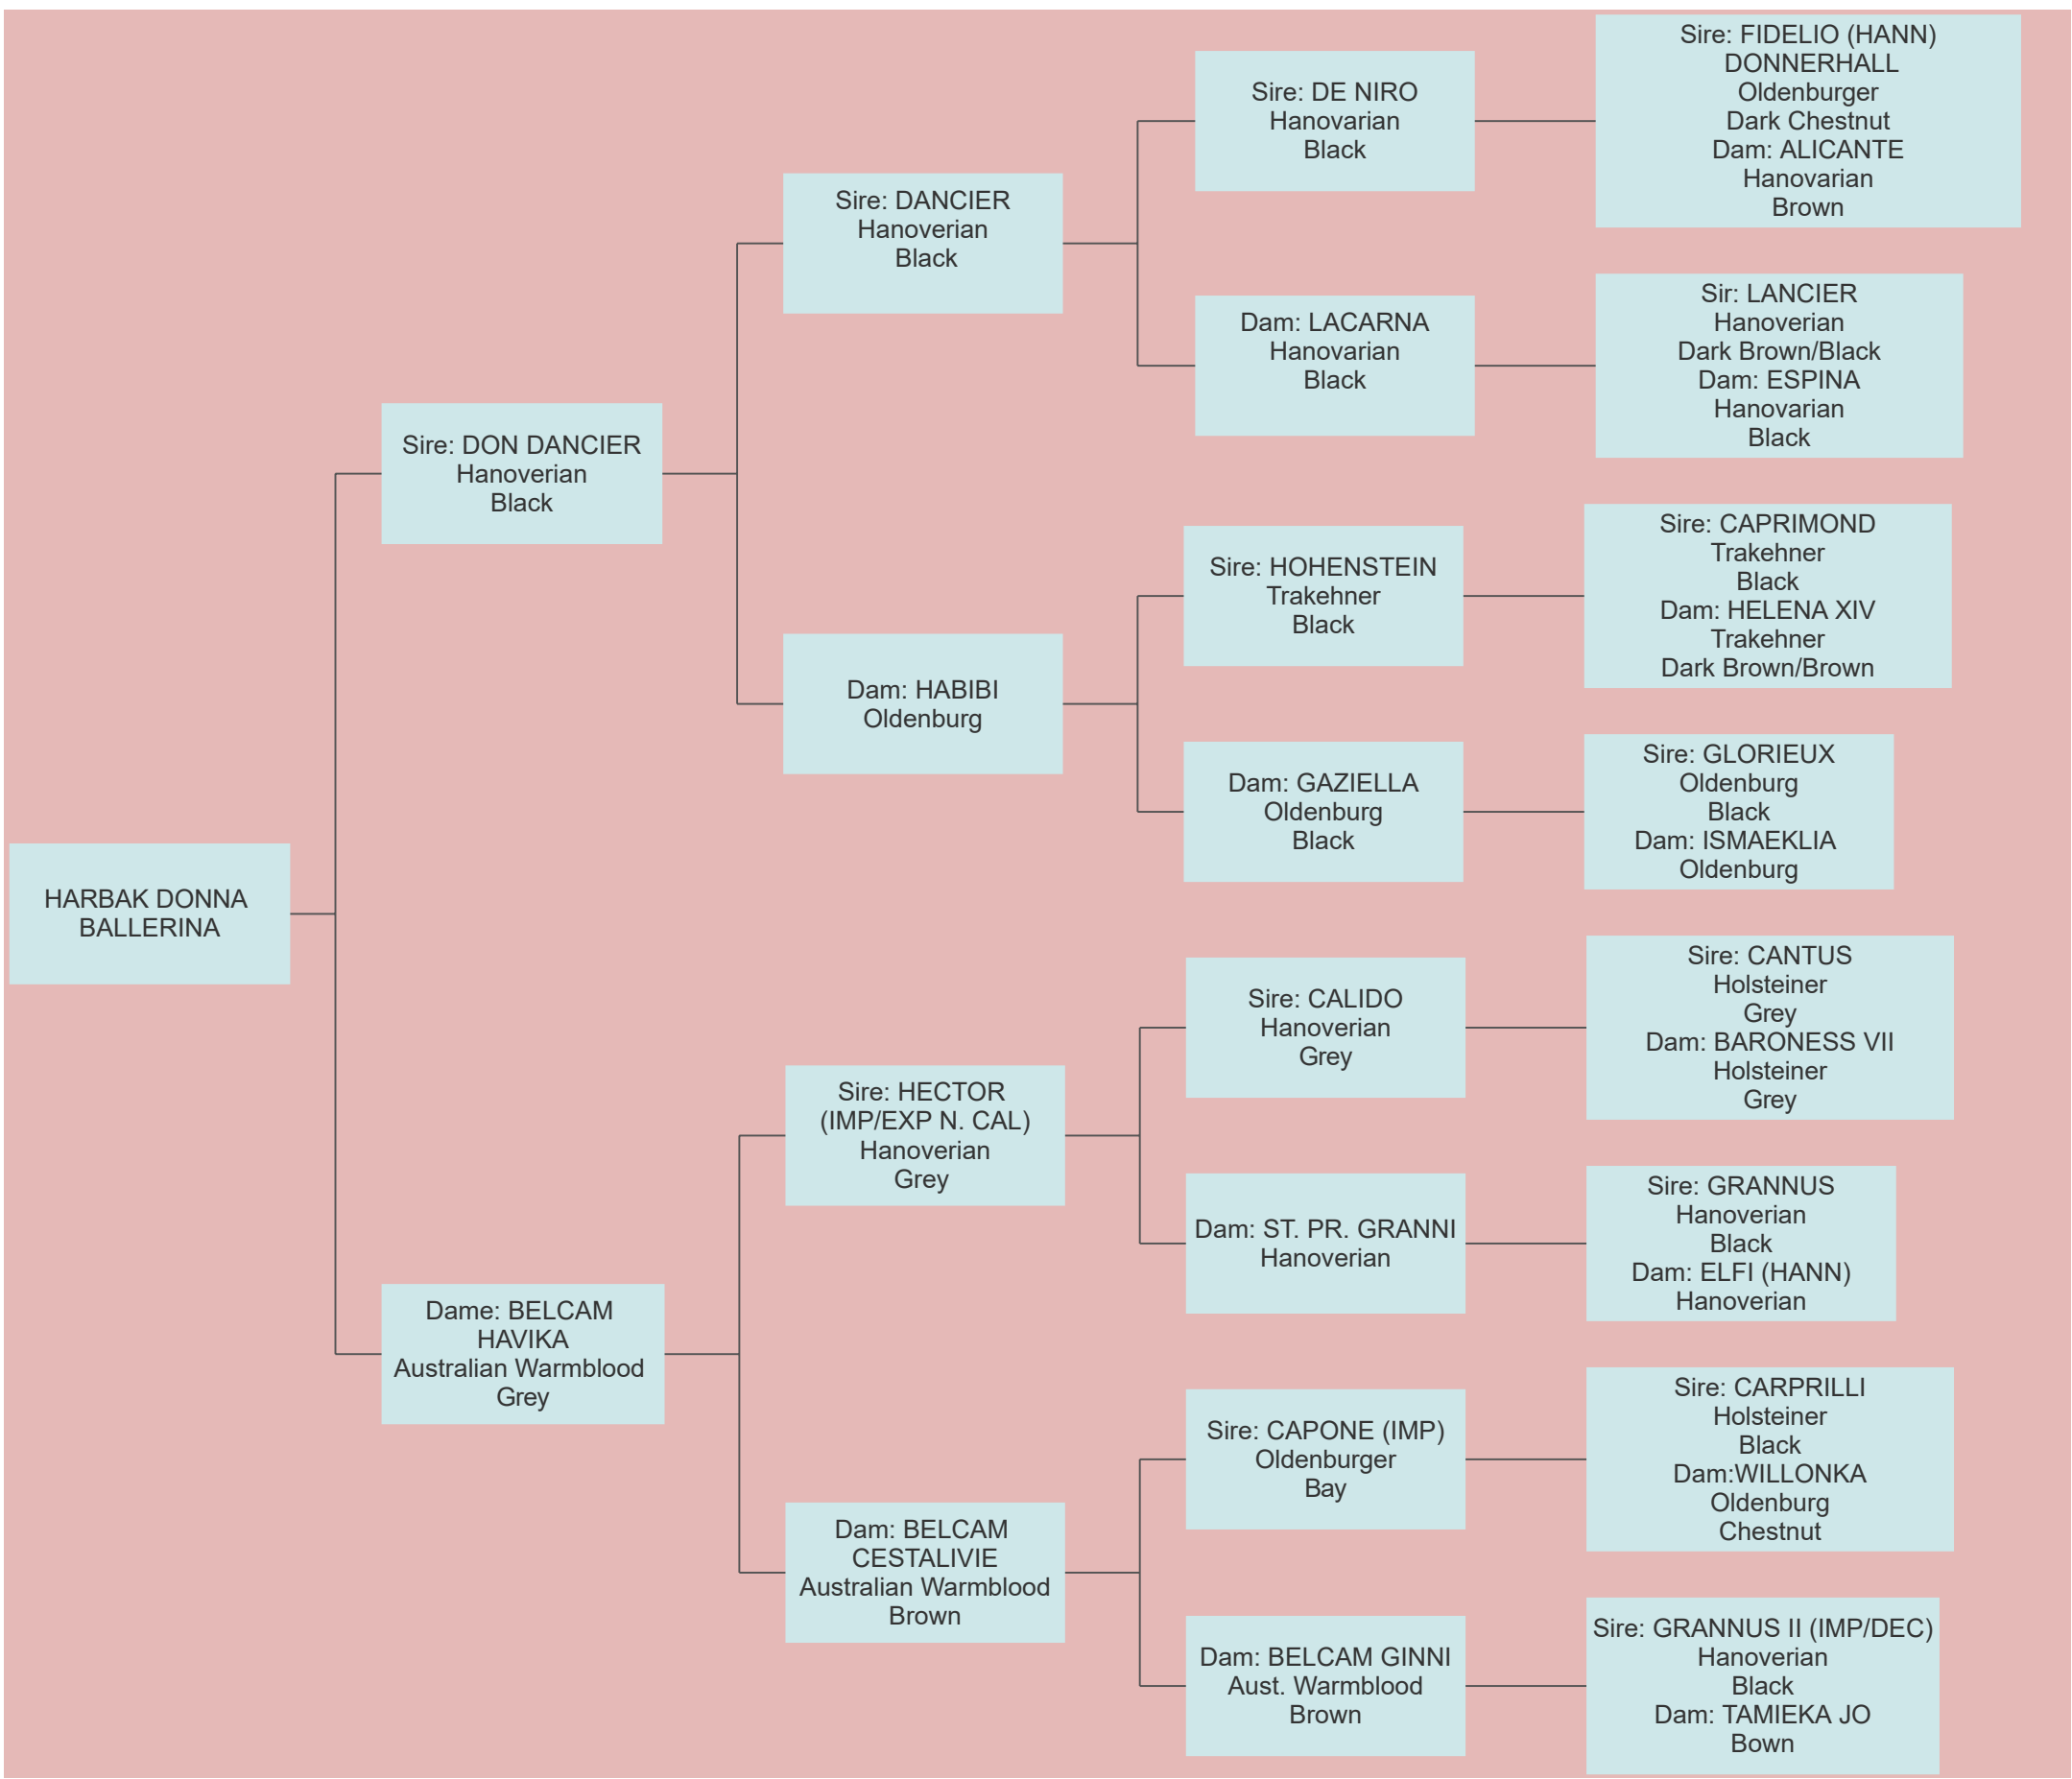 HARBAK DONNA
BALLERINA
Sire: DON DANCIER
Hanoverian
Black
Dame: BELCAM
HAVIKA
Australian Warmblood
Grey
Sire: DANCIER
Hanoverian
Black
Dam: HABIBI
Oldenburg
Sire: HECTOR
(IMP/EXP N. CAL)
Hanoverian
Grey
Dam: BELCAM
CESTALIVIE
Australian Warmblood
Brown
Sire: DE NIRO
Hanovarian
Black
Dam: LACARNA
Hanovarian
Black
Sire: HOHENSTEIN
Trakehner
Black
Dam: GAZIELLA
Oldenburg
Black
Sire: CALIDO
Hanoverian
Grey
Dam: ST. PR. GRANNI
Hanoverian
Sire: CAPONE (IMP)
Oldenburger
Bay
Dam: BELCAM GINNI
Aust. Warmblood
Brown
Sire: FIDELIO (HANN)
DONNERHALL
Oldenburger
Dark Chestnut
Dam: ALICANTE
Hanovarian
Brown
Sir: LANCIER
Hanoverian
Dark Brown/Black
Dam: ESPINA
Hanovarian
Black
Sire: CAPRIMOND
Trakehner
Black
Dam: HELENA XIV
Trakehner
Dark Brown/Brown
Sire: GLORIEUX
Oldenburg
Black
Dam: ISMAEKLIA
Oldenburg
Sire: CANTUS
Holsteiner
Grey
Dam: BARONESS VII
Holsteiner
Grey
Sire: GRANNUS
Hanoverian
Black
Dam: ELFI (HANN)
Hanoverian
Sire: CARPRILLI
Holsteiner
Black
Dam:WILLONKA
Oldenburg
Chestnut
Sire: GRANNUS II (IMP/DEC)
Hanoverian
Black
Dam: TAMIEKA JO
Bown